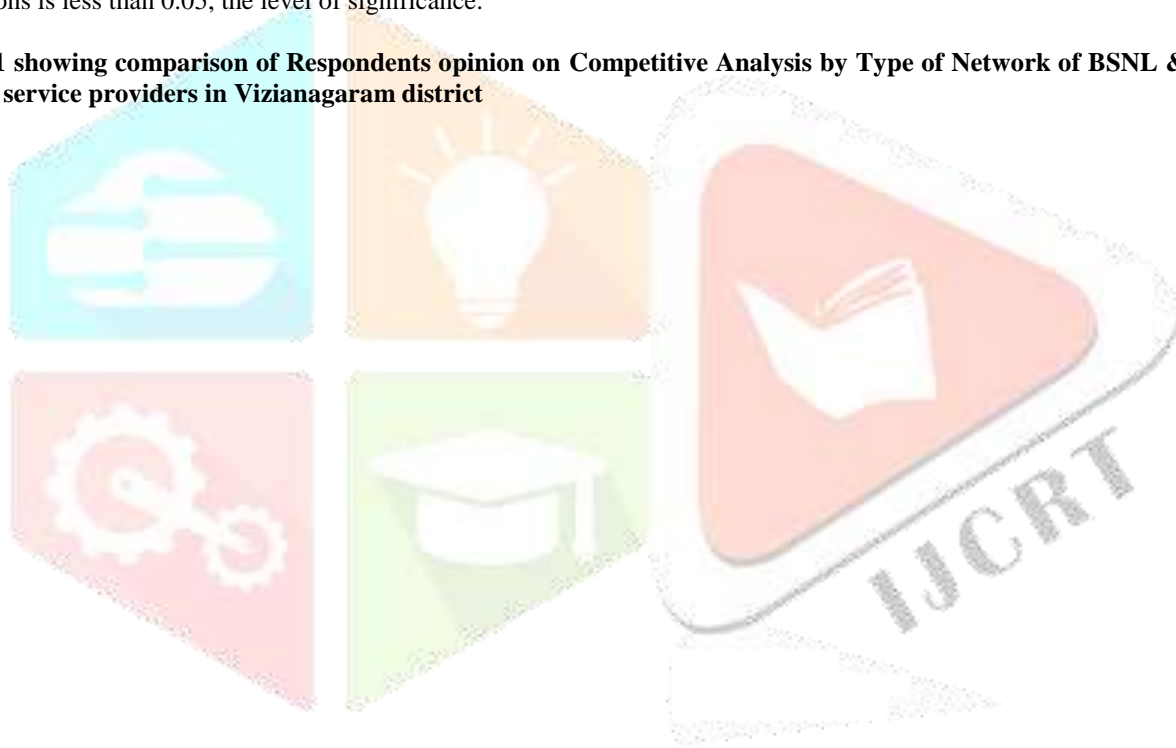 ons is less than 0.05, the level of significance.
1 showing comparison of Respondents opinion on Competitive Analysis by Type of Network of BSNL &
service providers in Vizianagaram district
IJCRT